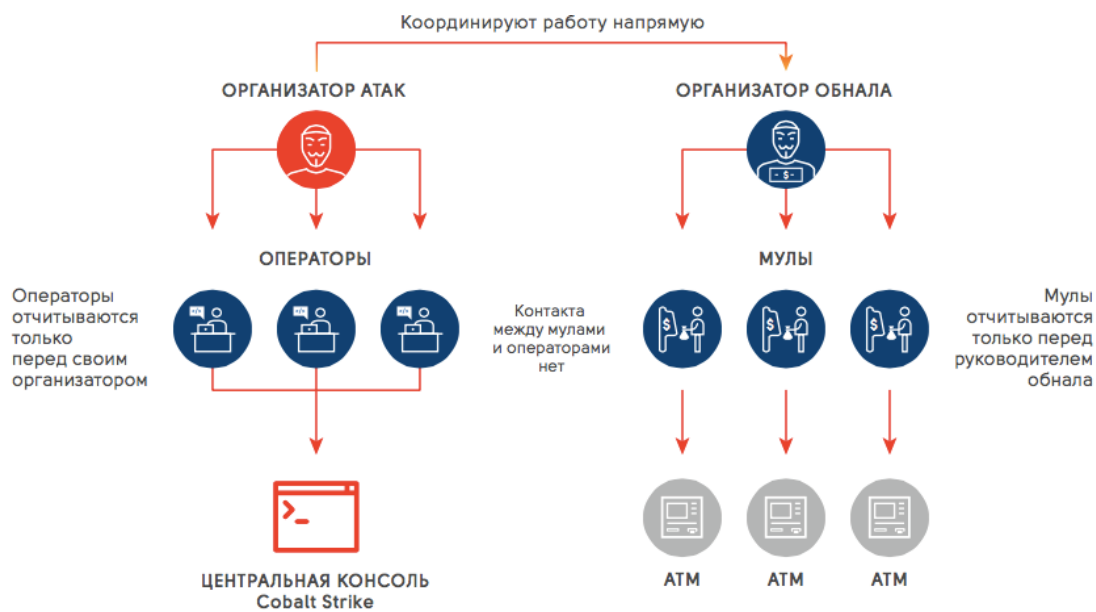 Координируют работу напрямую
ОРГАНИЗАТОР АТАК
ОРГАНИЗАТОР ОБНАЛА
-$-
ОПЕРАТОРЫ
МУЛЫ
Операторы
отчитываются
только
перед своим
организатором
</>
</>
</>
Контакта
между мулами
и операторами
нет
$
$
$
Мулы
отчитываются
только перед
руководителем
обнала
>_
ЦЕНТРАЛЬНАЯ КОНСОЛЬ
Cobalt Strike
ATM
ATM
ATM